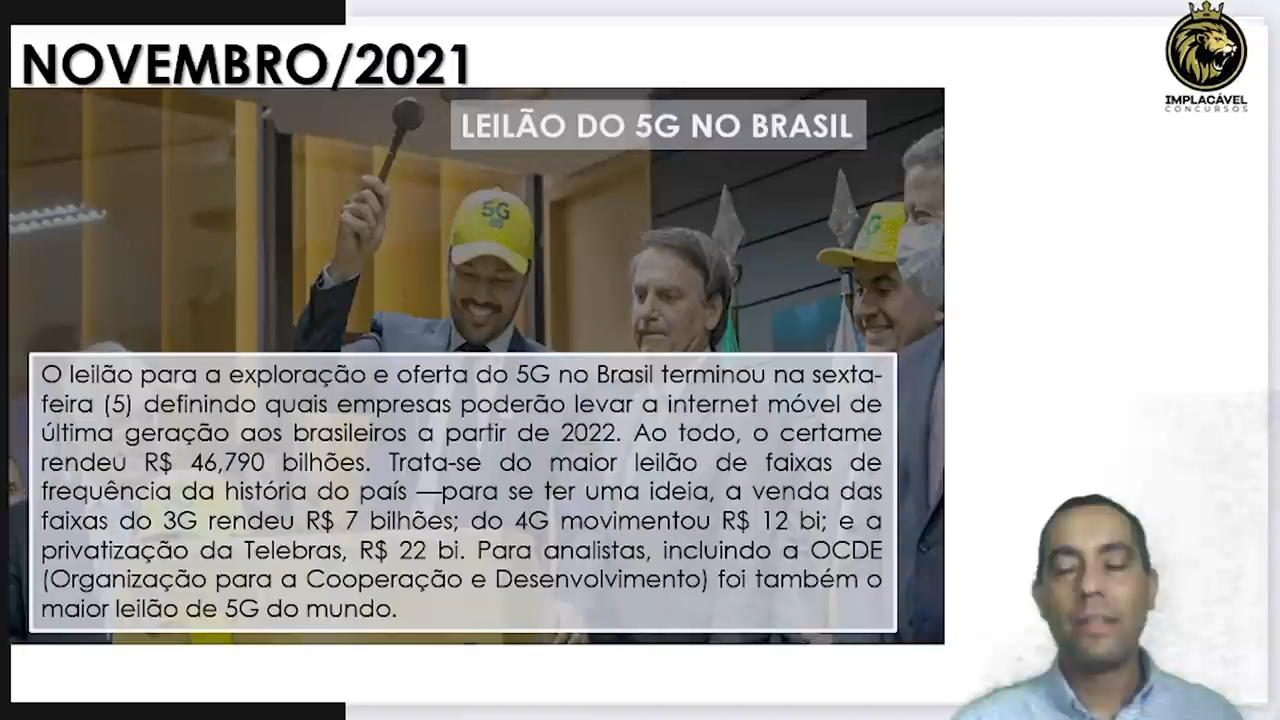 NOVEMBRO/2021
IMPLACÁVEL
CONCURSOS
LEILÃO DO 5G NO BRASIL
5G
G
O leilão para a exploração e oferta do 5G no Brasil terminou na sexta-
feira (5) definindo quais empresas poderão levar a internet móvel de
última geração aos brasileiros a partir de 2022. Ao todo, o certame
rendeu R$ 46,790 bilhões. Trata-se do maior leilão de faixas de
frequência da história do país —para se ter uma ideia, a venda das
faixas do 3G rendeu R$ 7 bilhões; do 4G movimentou R$ 12 bi; e a
privatização da Telebras, R$ 22 bi. Para analistas, incluindo a OCDE
(Organização para a Cooperação e Desenvolvimento) foi também o
maior leilão de 5G do mundo.